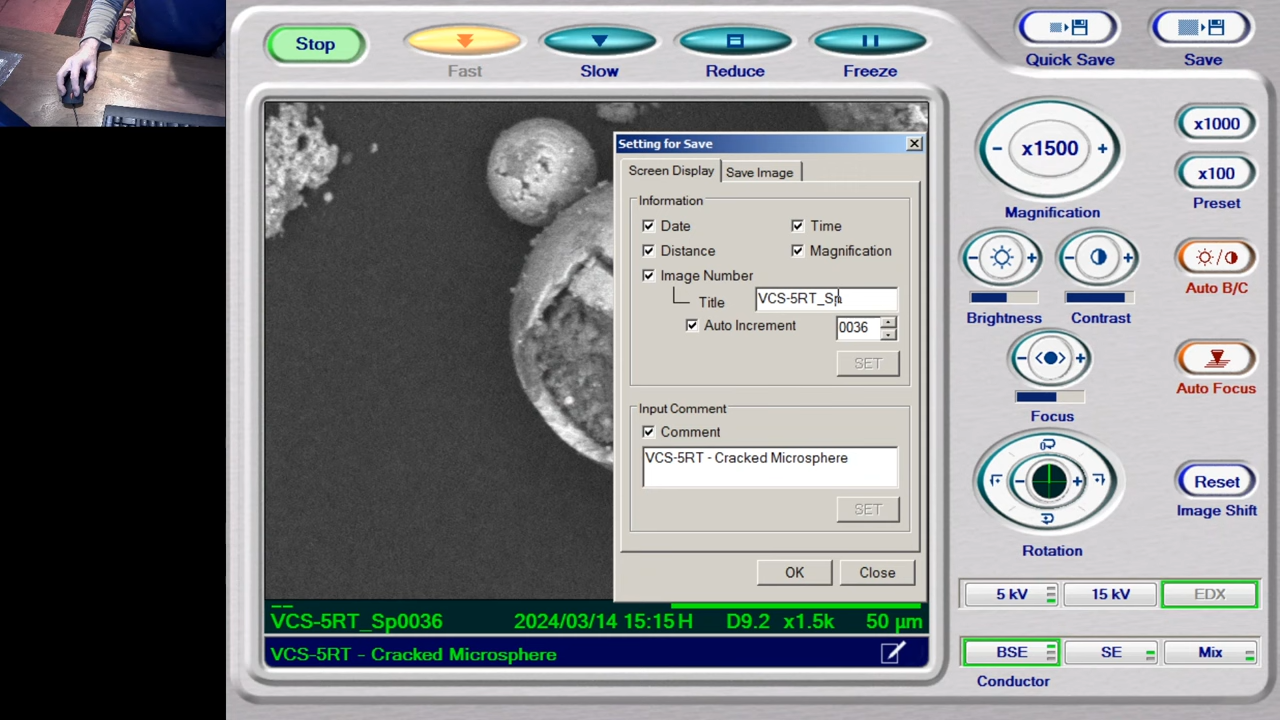 Stop
Fast
Slow
Reduce
Freeze
Quick Save
Save
Setting for Save
Screen Display
Save Image
Information
Date
Time
Distance
Magnification
Image Number
Title
VCS-5RT_Sp
Auto Increment
0036
SET
Input Comment
Comment
VCS-5RT - Cracked Microsphere
SET
OK
Close
VCS-5RT_Sp0036 2024/03/14 15:15 H D9.2 x1.5k 50 µm
VCS-5RT - Cracked Microsphere
x1500
Magnification
x1000
x100
Preset
Brightness
Contrast
Auto B/C
Focus
Auto Focus
Rotation
Reset
Image Shift
5 kV
15 kV
EDX
BSE
SE
Mix
Conductor